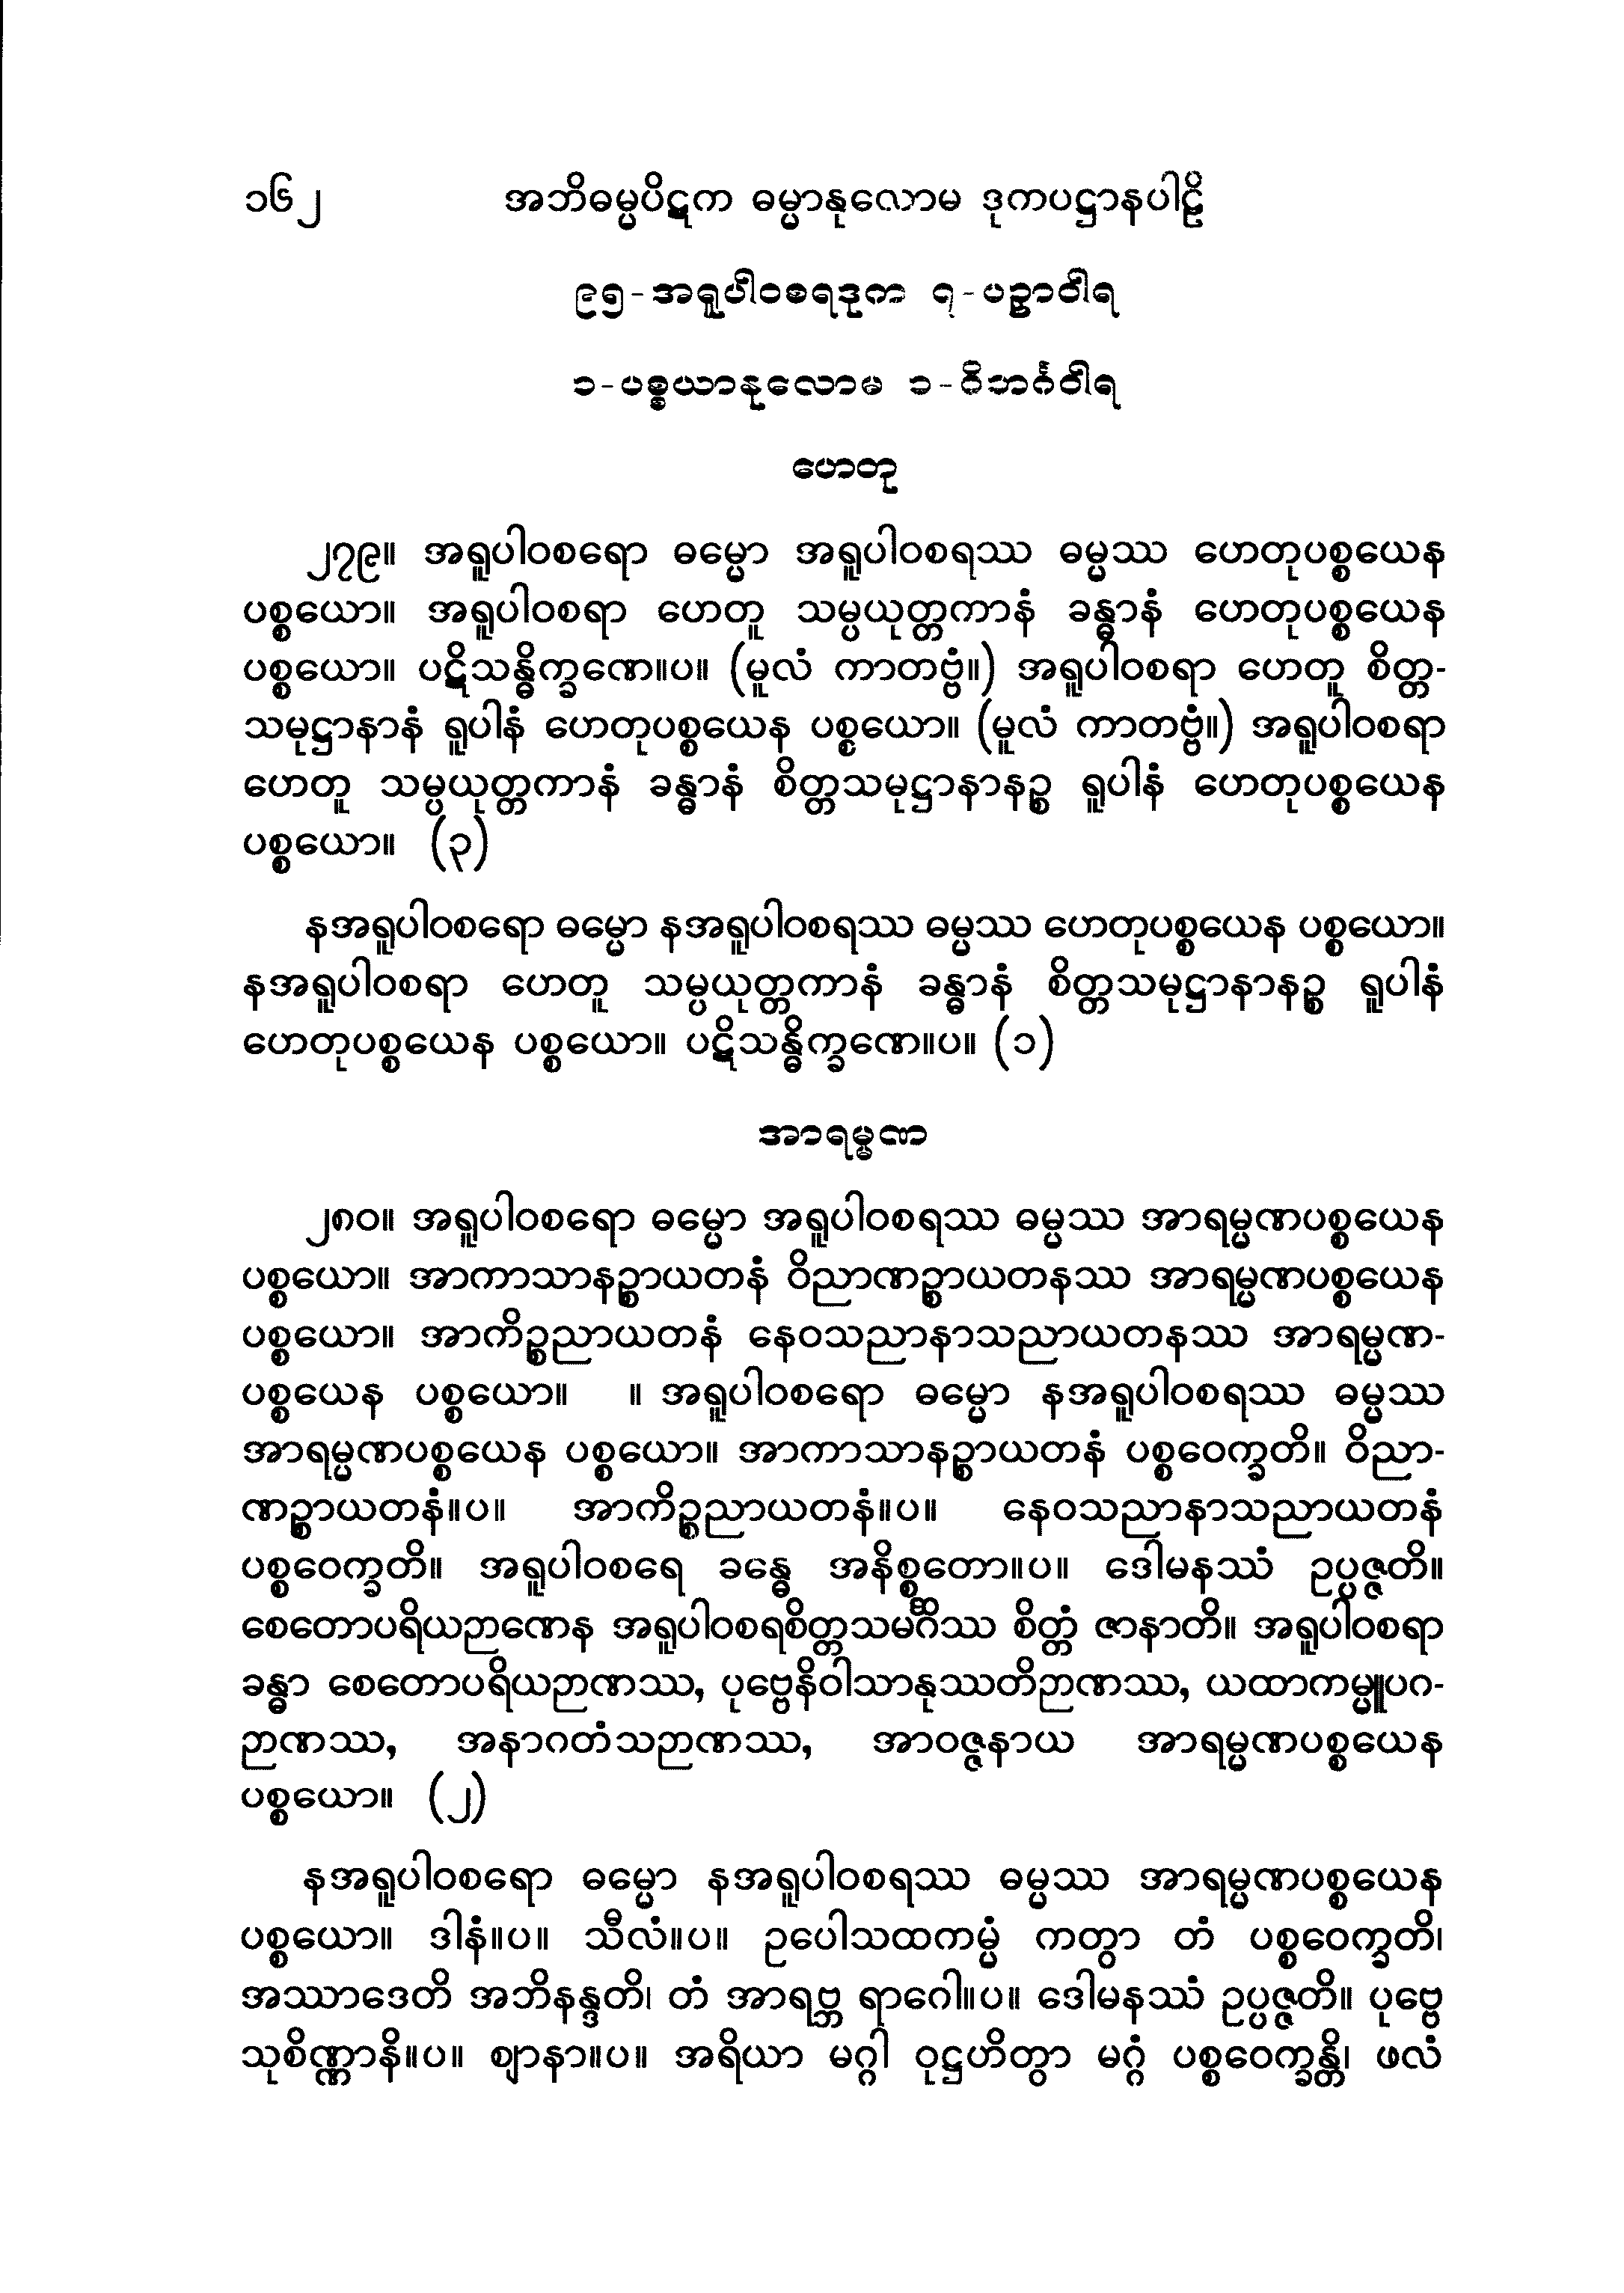 ၁၆၂ အဘိဓမ္မပိဋက ဓမ္မာနုလောမ ဒုကပဋ္ဌာနပါဠိ
၉၅-အရူပါဝစရဒုက ၇-ပဉှာဝါရ
၁-ပစ္စယာနုလောမ ၁-ဝိဘင်္ဂဝါရ
ဟေတု
၂၇၉။ အရူပါဝစရော ဓမ္မော အရူပါဝစရဿ ဓမ္မဿ ဟေတုပစ္စယေန
ပစ္စယော။ အရူပါဝစရာ ဟေတူ သမ္ပယုတ္တကာနံ ခန္ဓာနံ ဟေတုပစ္စယေန
ပစ္စယော။ ပဋိသန္ဓိက္ခဏေ။ပ။ (မူလံ ကာတဗ္ဗံ။) အရူပါဝစရာ ဟေတူ စိတ္တ-
သမုဋ္ဌာနာနံ ရူပါနံ ဟေတုပစ္စယေန ပစ္စယော။ (မူလံ ကာတဗ္ဗံ။) အရူပါဝစရာ
ဟေတူ သမ္ပယုတ္တကာနံ ခန္ဓာနံ စိတ္တသမုဋ္ဌာနာနဉ္စ ရူပါနံ ဟေတုပစ္စယေန
ပစ္စယော။ (၃)
နအရူပါဝစရော ဓမ္မော နအရူပါဝစရဿ ဓမ္မဿ ဟေတုပစ္စယေန ပစ္စယော။
နအရူပါဝစရာ ဟေတူ သမ္ပယုတ္တကာနံ ခန္ဓာနံ စိတ္တသမုဋ္ဌာနာနဉ္စ ရူပါနံ
ဟေတုပစ္စယေန ပစ္စယော။ ပဋိသန္ဓိက္ခဏေ။ပ။ (၁)
အာရမ္မဏ
၂၈၀။ အရူပါဝစရော ဓမ္မော အရူပါဝစရဿ ဓမ္မဿ အာရမ္မဏပစ္စယေန
ပစ္စယော။ အာကာသာနဉ္စာယတနံ ဝိညာဏဉ္စာယတနဿ အာရမ္မဏပစ္စယေန
ပစ္စယော။ အာကိဉ္စညာယတနံ နေဝသညာနာသညာယတနဿ အာရမ္မဏ-
ပစ္စယေန ပစ္စယော။ ။ အရူပါဝစရော ဓမ္မော နအရူပါဝစရဿ ဓမ္မဿ
အာရမ္မဏပစ္စယေန ပစ္စယော။ အာကာသာနဉ္စာယတနံ ပစ္စဝေက္ခတိ။ ဝိညာ-
ဏဉ္စာယတနံ။ပ။ အာကိဉ္စညာယတနံ။ပ။ နေဝသညာနာသညာယတနံ
ပစ္စဝေက္ခတိ။ အရူပါဝစရေ ခန္ဓေ အနိစ္စတော။ပ။ ဒေါမနဿံ ဥပ္ပဇ္ဇတိ။
စေတောပရိယဉာဏေန အရူပါဝစရစိတ္တသမင်္ဂိဿ စိတ္တံ ဇာနာတိ။ အရူပါဝစရာ
ခန္ဓာ စေတောပရိယဉာဏဿ, ပုဗ္ဗေနိဝါသာနုဿတိဉာဏဿ, ယထာကမ္မူပဂ-
ဉာဏဿ, အနာဂတံသဉာဏဿ, အာဝဇ္ဇနာယ အာရမ္မဏပစ္စယေန
ပစ္စယော။ (၂)
နအရူပါဝစရော ဓမ္မော နအရူပါဝစရဿ ဓမ္မဿ အာရမ္မဏပစ္စယေန
ပစ္စယော။ ဒါနံ။ပ။ သီလံ။ပ။ ဥပေါသထကမ္မံ ကတွာ တံ ပစ္စဝေက္ခတိ၊
အဿာဒေတိ အဘိနန္ဒတိ၊ တံ အာရဗ္ဘ ရာဂေါ။ပ။ ဒေါမနဿံ ဥပ္ပဇ္ဇတိ။ ပုဗ္ဗေ
သုစိဏ္ဏာနိ။ပ။ ဈာနာ။ပ။ အရိယာ မဂ္ဂါ ဝုဋ္ဌဟိတွာ မဂ္ဂံ ပစ္စဝေက္ခန္တိ၊ ဖလံ